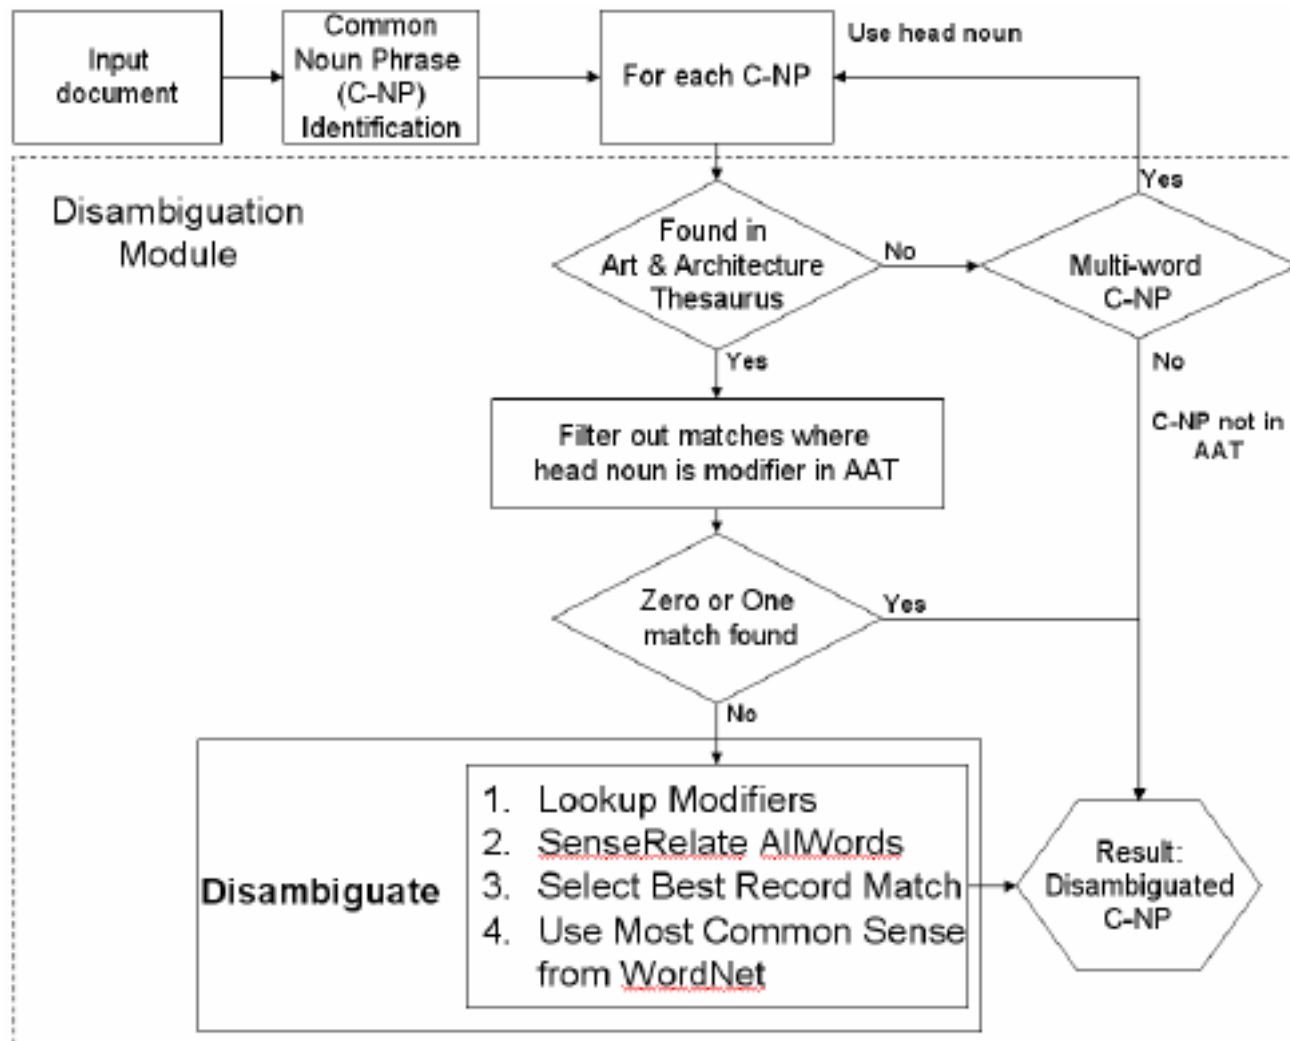 Input
document
Common
Noun Phrase
(C-NP)
Identification
For each C-NP
Use head noun
Disambiguation
Module
Found in
Art & Architecture
Thesaurus
No
Yes
Multi-word
C-NP
Yes
No
C-NP not in
AAT
Filter out matches where
head noun is modifier in AAT
Zero or One
match found
Yes
No
Disambiguate
1. Lookup Modifiers
2. SenseRelate AllWords
3. Select Best Record Match
4. Use Most Common Sense
from WordNet
Result:
Disambiguated
C-NP